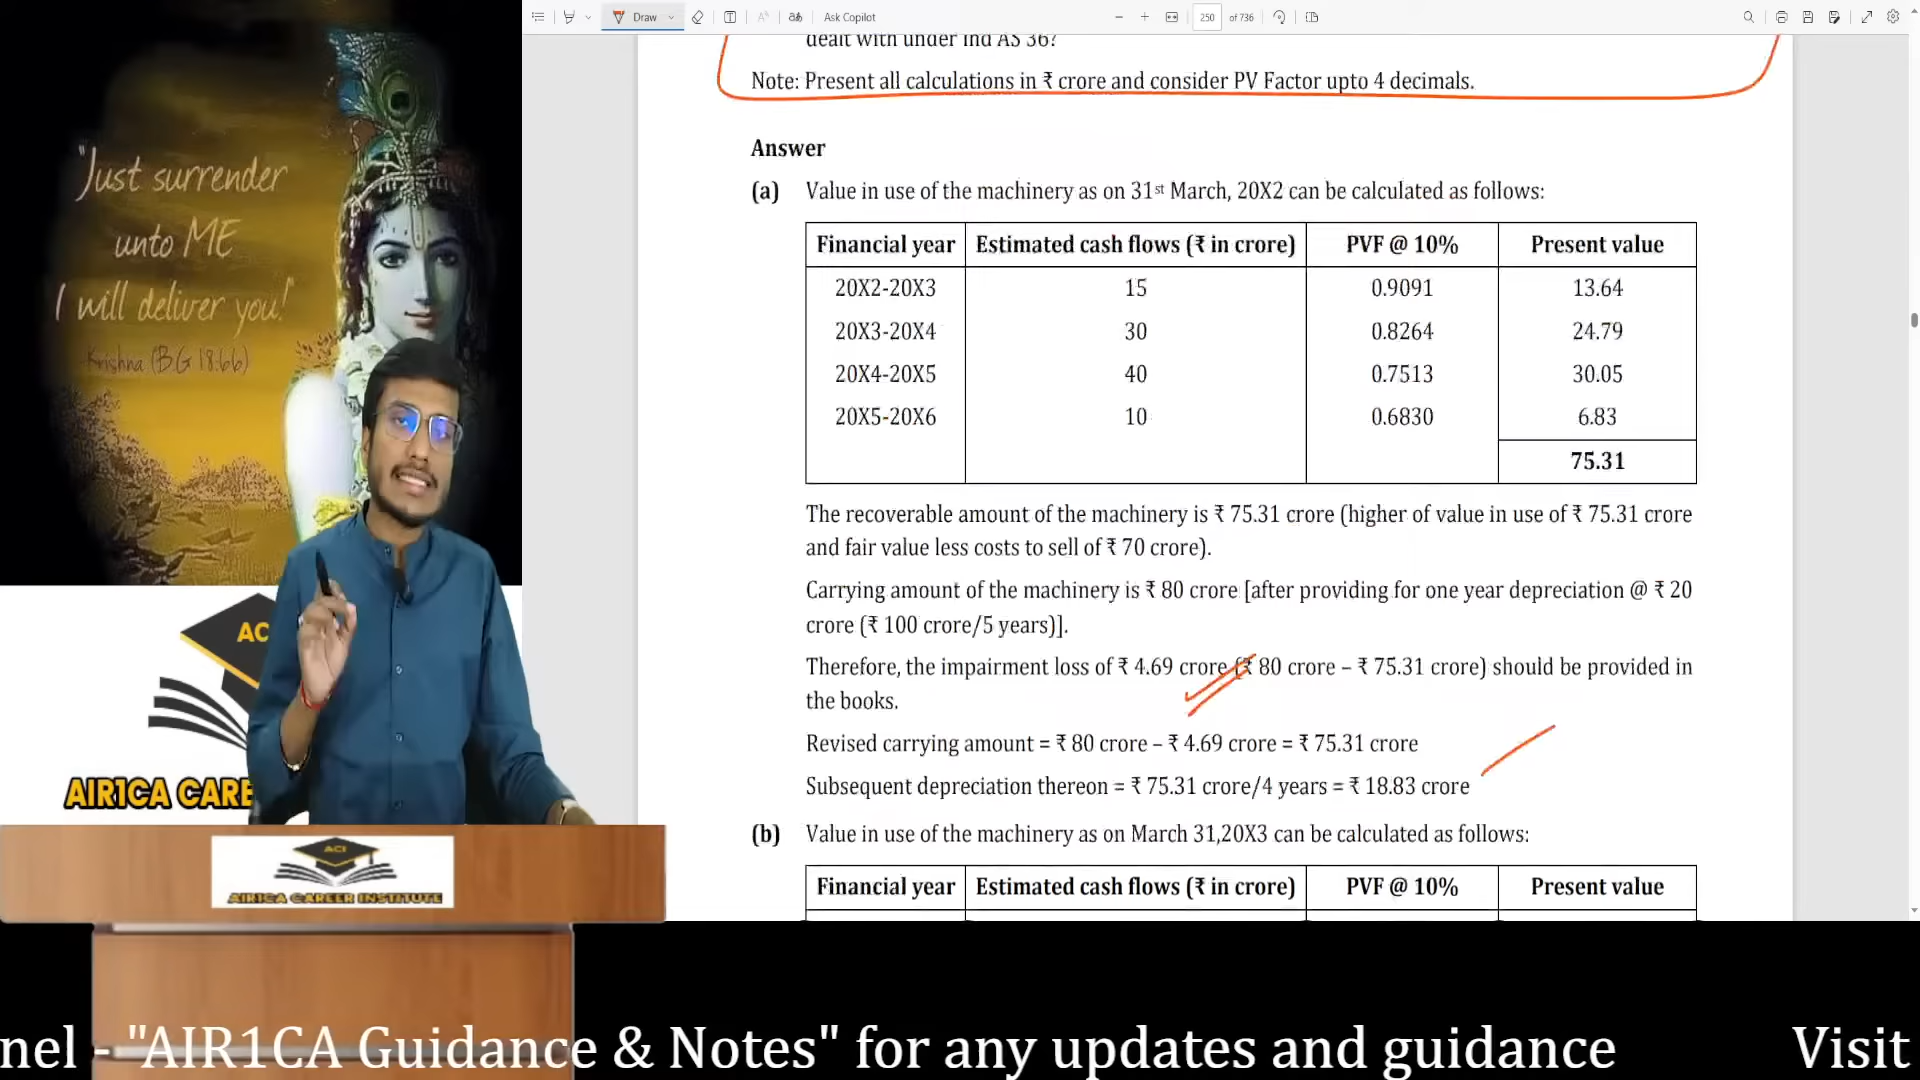 Draw
Ask Copilot
250
of 736
"Just surrender
unto ME
I will deliver you!"
Krishna (B.G 18:66)
dealt with under Ind AS 36?
Note: Present all calculations in ₹ crore and consider PV Factor upto 4 decimals.
Answer
(a) Value in use of the machinery as on 31st March, 20X2 can be calculated as follows:
Financial year Estimated cash flows (₹ in crore) PVF @ 10% Present value
20X2-20X3 15 0.9091 13.64
20X3-20X4 30 0.8264 24.79
20X4-20X5 40 0.7513 30.05
20X5-20X6 10 0.6830 6.83
75.31
The recoverable amount of the machinery is ₹ 75.31 crore (higher of value in use of ₹ 75.31 crore
and fair value less costs to sell of ₹ 70 crore).
Carrying amount of the machinery is ₹ 80 crore [after providing for one year depreciation @ ₹ 20
crore (₹ 100 crore/5 years)].
Therefore, the impairment loss of ₹ 4.69 crore (₹ 80 crore – ₹ 75.31 crore) should be provided in
the books.
Revised carrying amount = ₹ 80 crore – ₹ 4.69 crore = ₹ 75.31 crore
Subsequent depreciation thereon = ₹ 75.31 crore/4 years = ₹ 18.83 crore
(b) Value in use of the machinery as on March 31,20X3 can be calculated as follows:
Financial year Estimated cash flows (₹ in crore) PVF @ 10% Present value
AC
AIR1CA CARE
ACI
AIR1CA CAREER INSTITUTE
nel - "AIR1CA Guidance & Notes" for any updates and guidance Visit